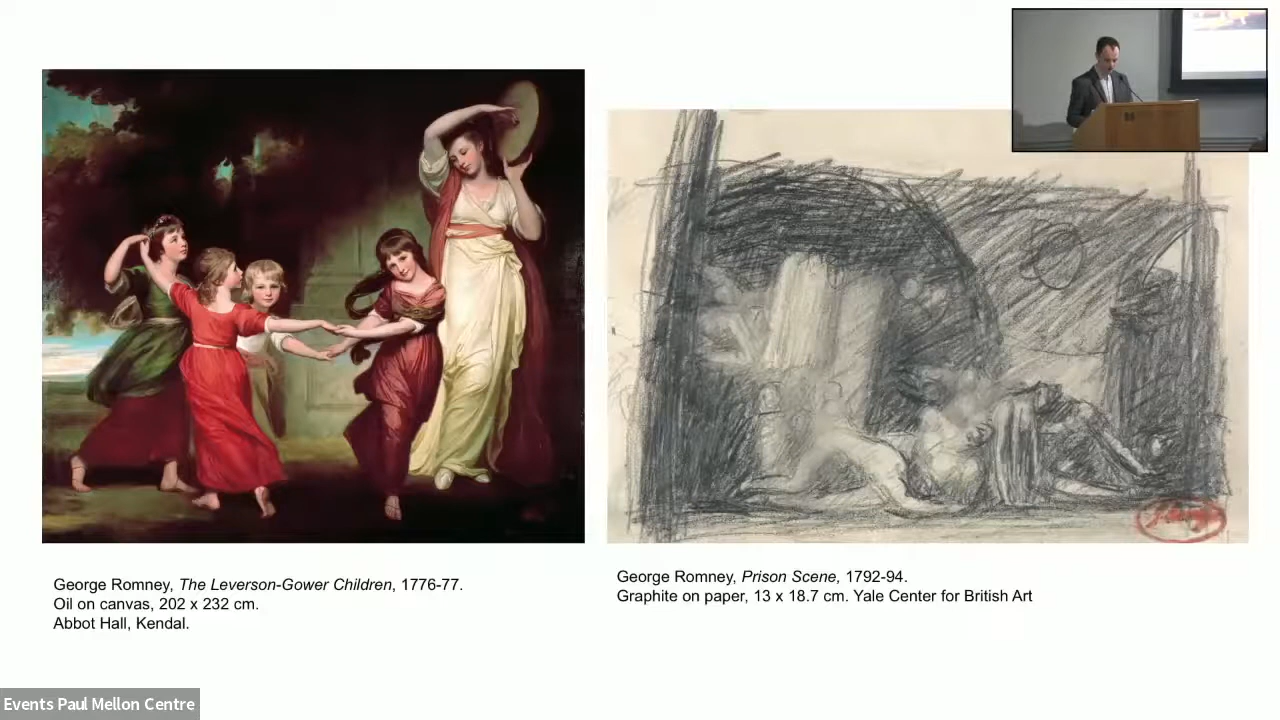 George Romney, The Leverson-Gower Children, 1776-77.
Oil on canvas, 202 x 232 cm.
Abbot Hall, Kendal.
George Romney, Prison Scene, 1792-94.
Graphite on paper, 13 x 18.7 cm. Yale Center for British Art
Events Paul Mellon Centre